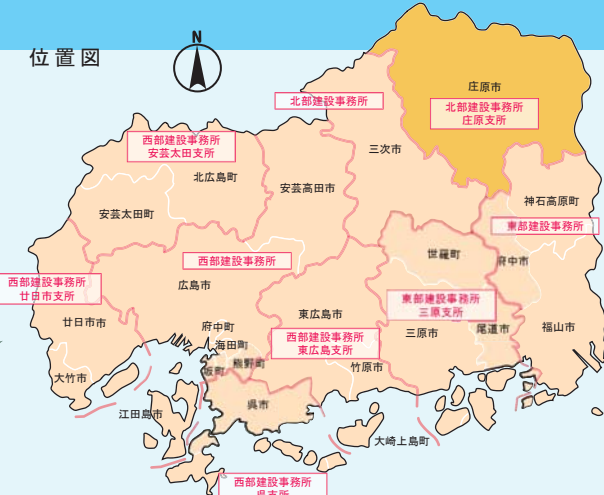 位置図
N
庄原市
北部建設事務所
庄原支所
北部建設事務所
三次市
西部建設事務所
安芸太田支所
北広島町
安芸高田市
安芸太田町
神石高原町
東部建設事務所
世羅町
府中市
西部建設事務所
広島市
西部建設事務所
廿日市支所
廿日市市
東広島市
東部建設事務所
三原支所
三原市
尾道市
福山市
府中町
海田町
熊野町
坂町
西部建設事務所
東広島支所
竹原市
大竹市
江田島市
呉市
大崎上島町
西部建設事務所
呉支所